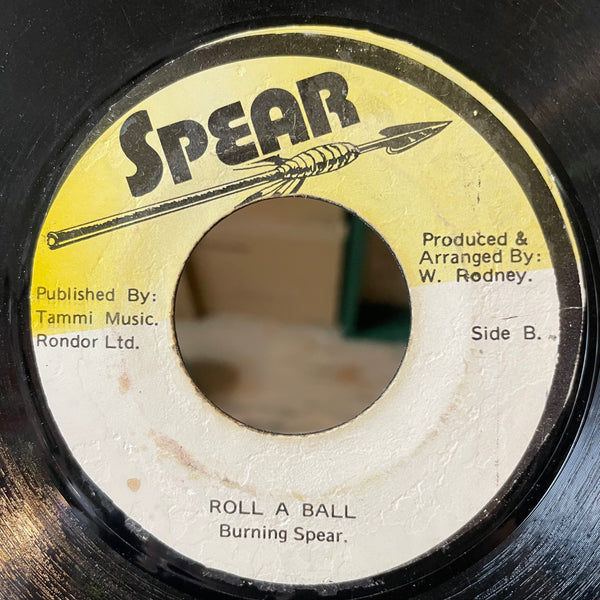 SPEAR
Produced &
Arranged By:
W. Rodney.
Published By:
Tammi Music.
Rondor Ltd.
Side B.
ROLL A BALL
Burning Spear.